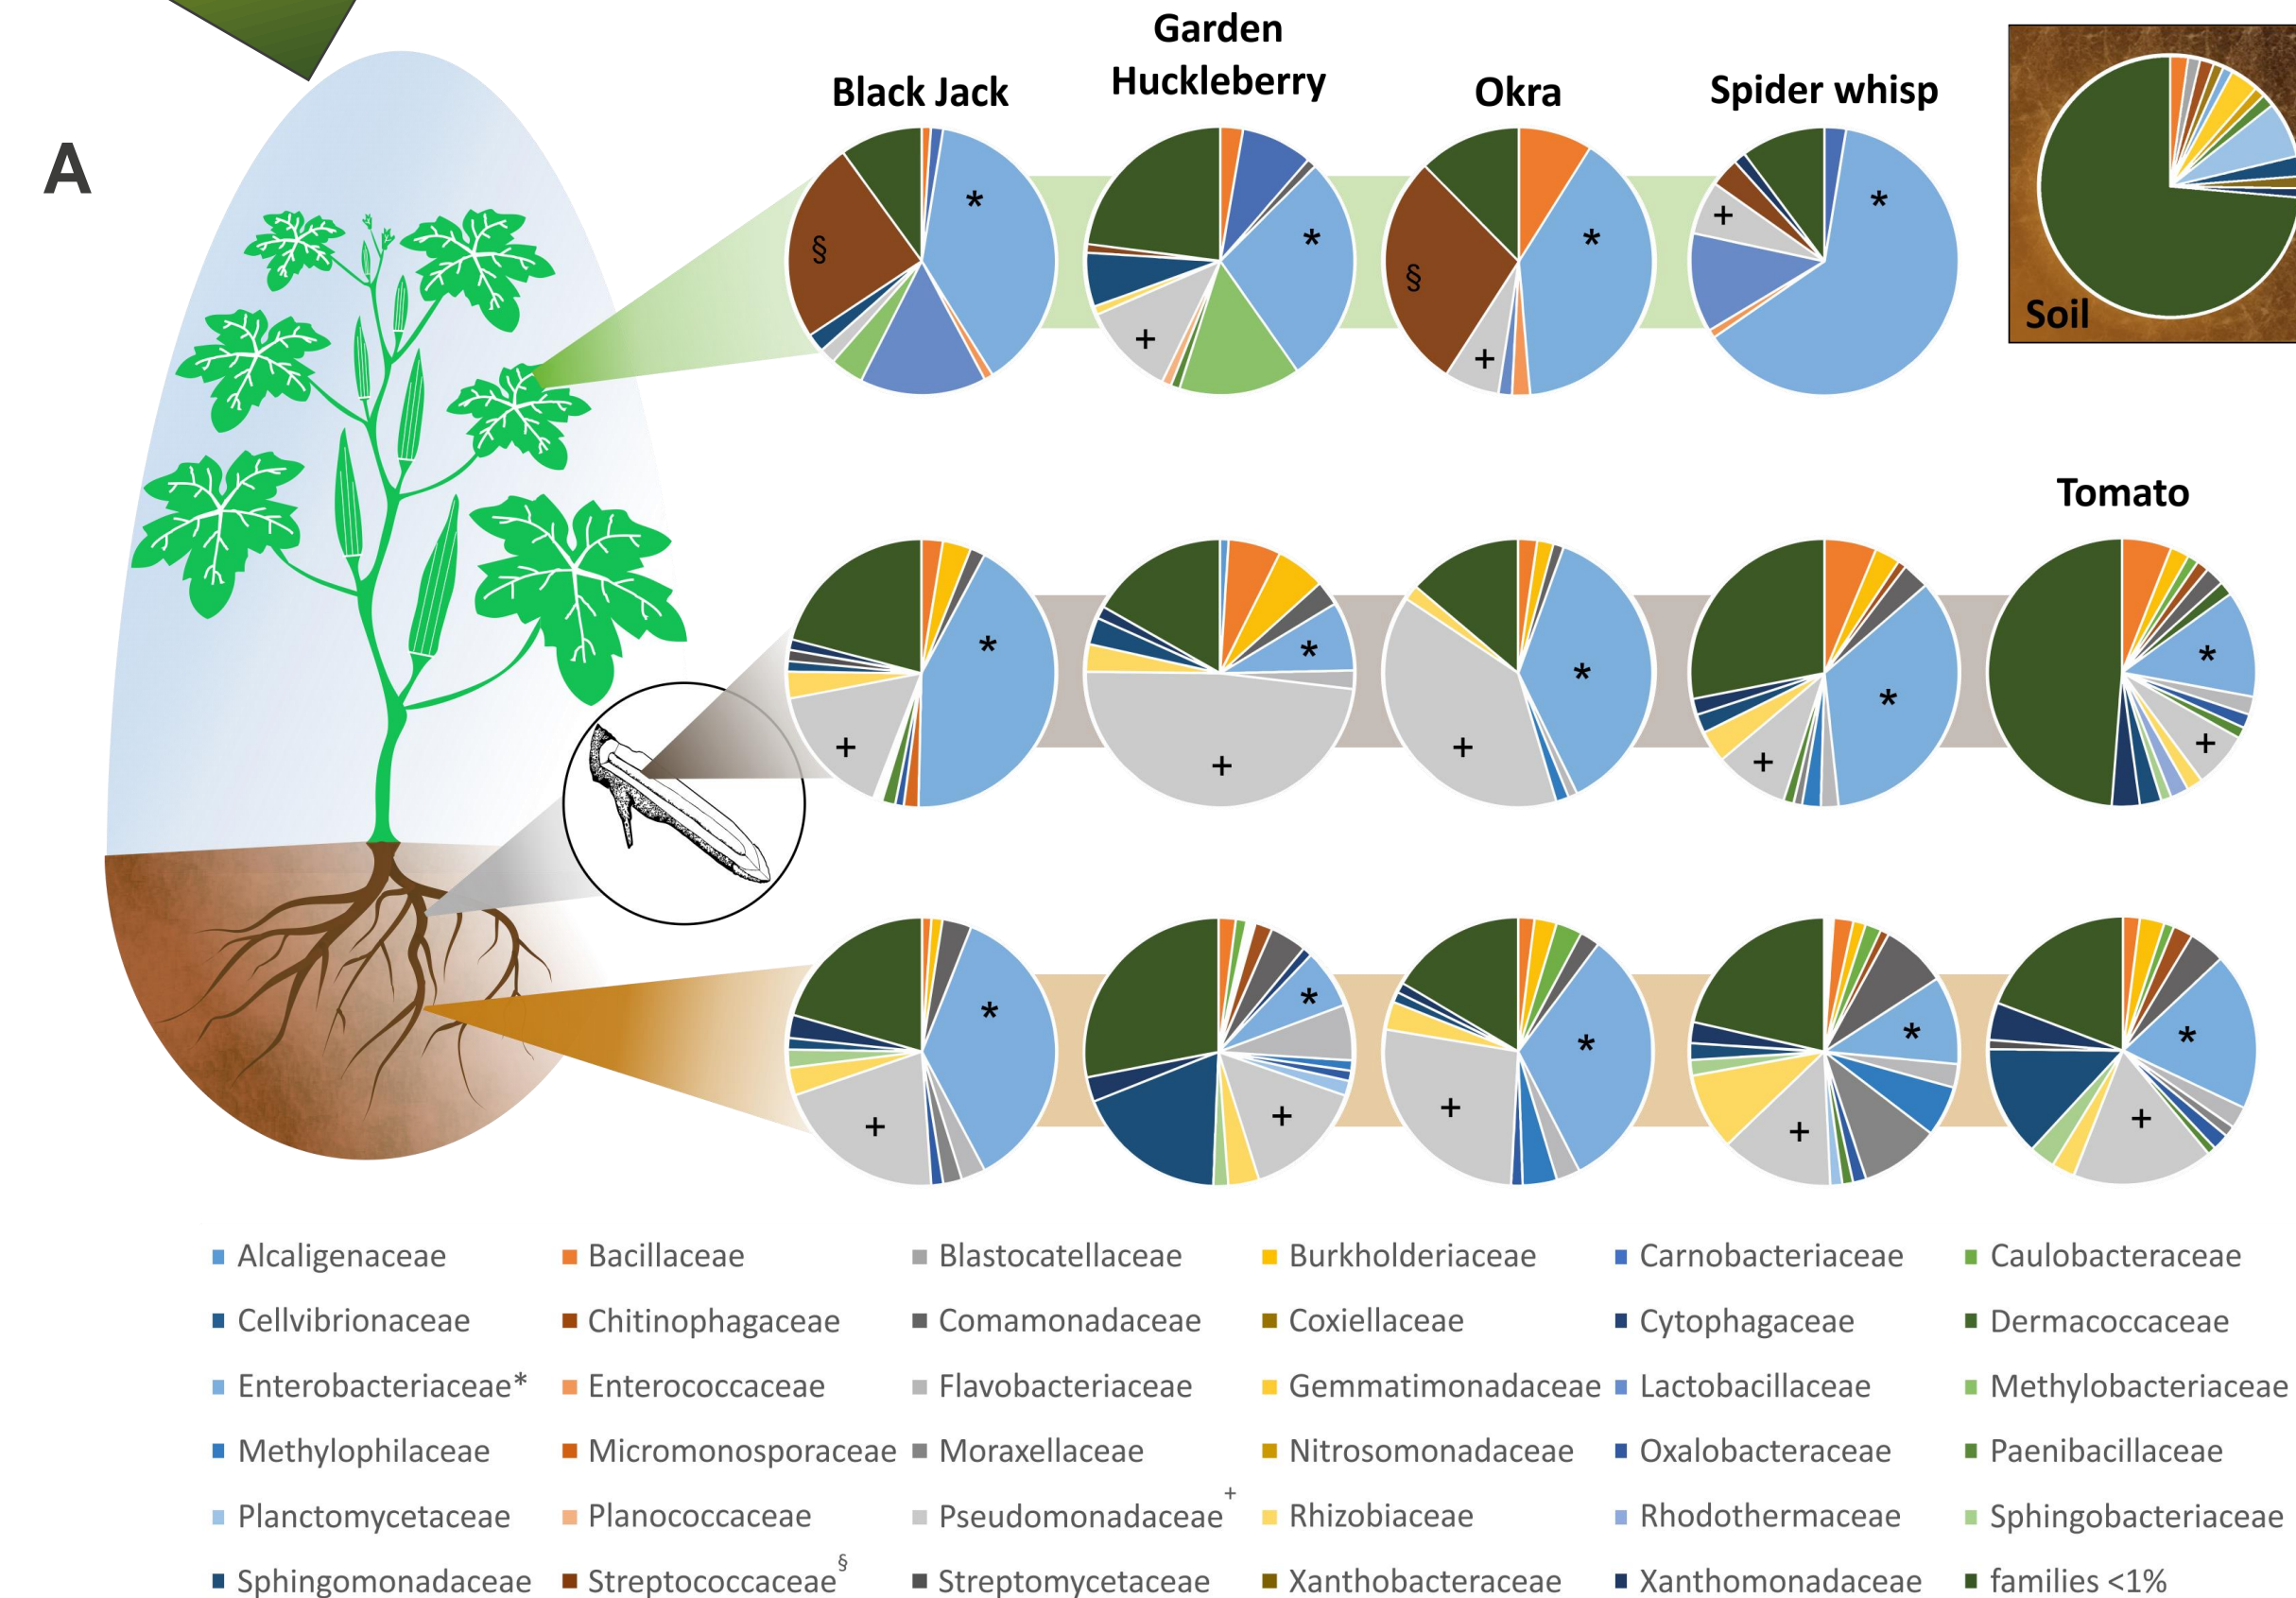 Garden
Huckleberry
Black Jack
Okra
Spider whisp
A
*
*
*
*
+
§
§
+
+
Soil
Tomato
*
*
*
*
*
+
+
+
+
+
*
*
*
*
*
+
+
+
+
+
Alcaligenaceae Bacillaceae Blastocatellaceae Burkholderiaceae Carnobacteriaceae Caulobacteraceae
Cellvibrionaceae Chitinophagaceae Comamonadaceae Coxiellaceae Cytophagaceae Dermacoccaceae
Enterobacteriaceae* Enterococcaceae Flavobacteriaceae Gemmatimonadaceae Lactobacillaceae Methylobacteriaceae
Methylophilaceae Micromonosporaceae Moraxellaceae Nitrosomonadaceae Oxalobacteraceae Paenibacillaceae
Planctomycetaceae Planococcaceae Pseudomonadaceae+ Rhizobiaceae Rhodothermaceae Sphingobacteriaceae
Sphingomonadaceae Streptococcaceae§ Streptomycetaceae Xanthobacteraceae Xanthomonadaceae families <1%